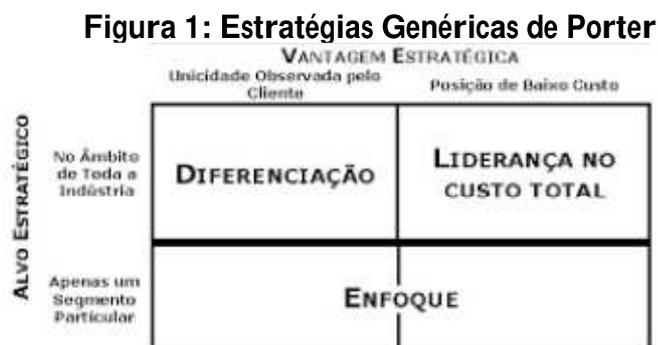 Figura 1: Estratégias Genéricas de Porter
VANTAGEM ESTRATÉGICA
Unicidade Observada pelo
Cliente
Posição de Baixo Custo
ALVO ESTRATÉGICO
No Âmbito
de Toda a
Indústria
DIFERENCIAÇÃO
LIDERANÇA NO
CUSTO TOTAL
Apenas um
Segmento
Particular
ENFOQUE